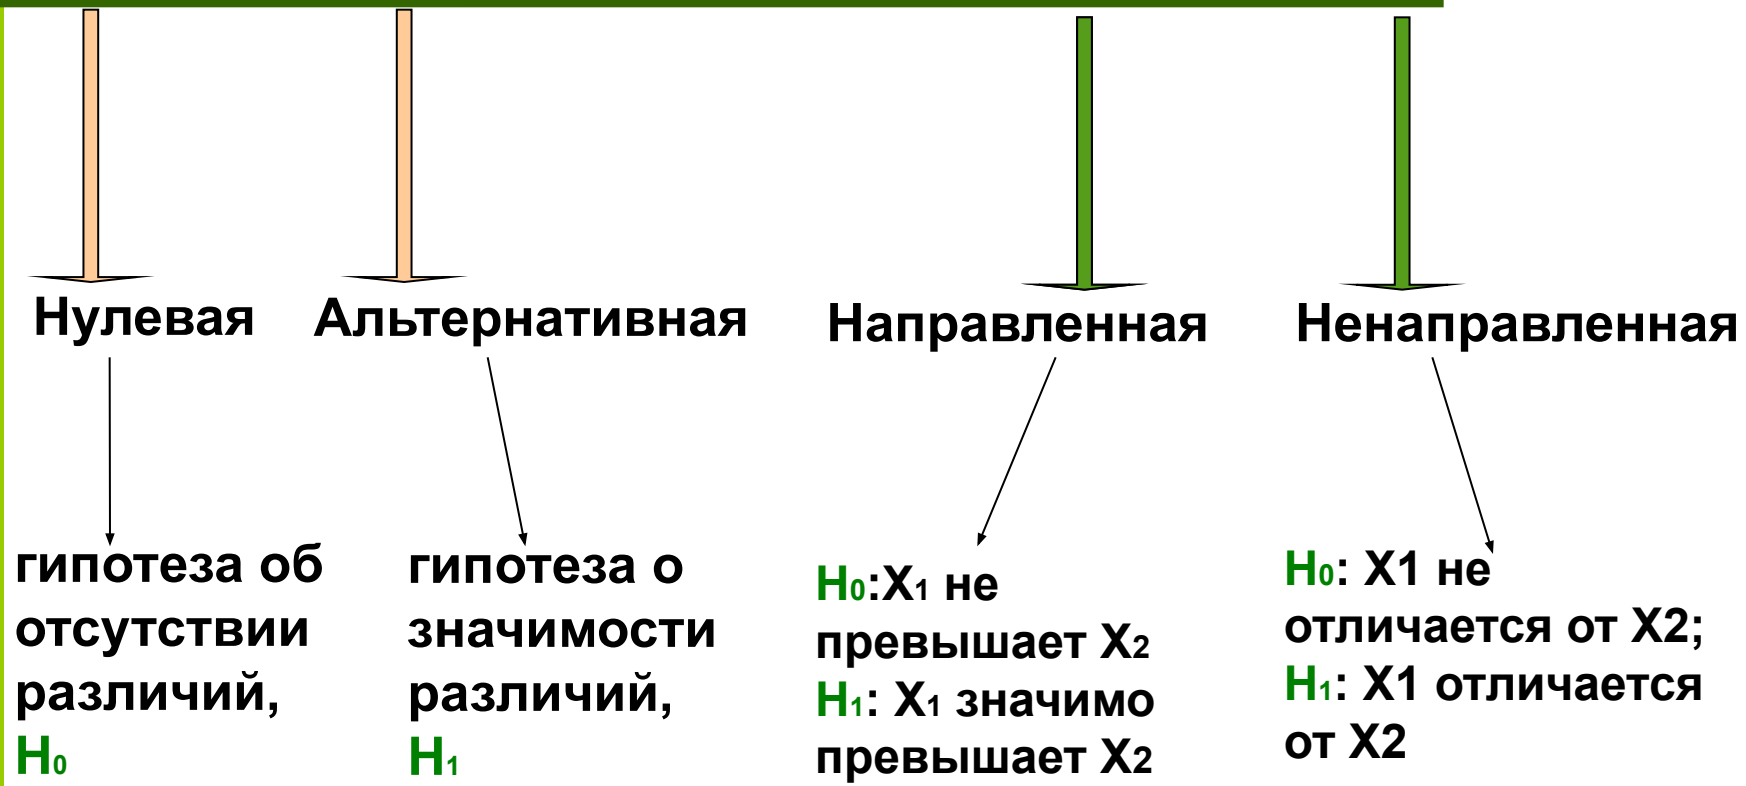 Нулевая
Альтернативная
Направленная
Ненаправленная
гипотеза об
отсутствии
различий,
H₀
гипотеза о
значимости
различий,
H₁
H₀:X₁ не
превышает X₂
H₁: X₁ значимо
превышает X₂
H₀: X1 не
отличается от X2;
H₁: X1 отличается
от X2